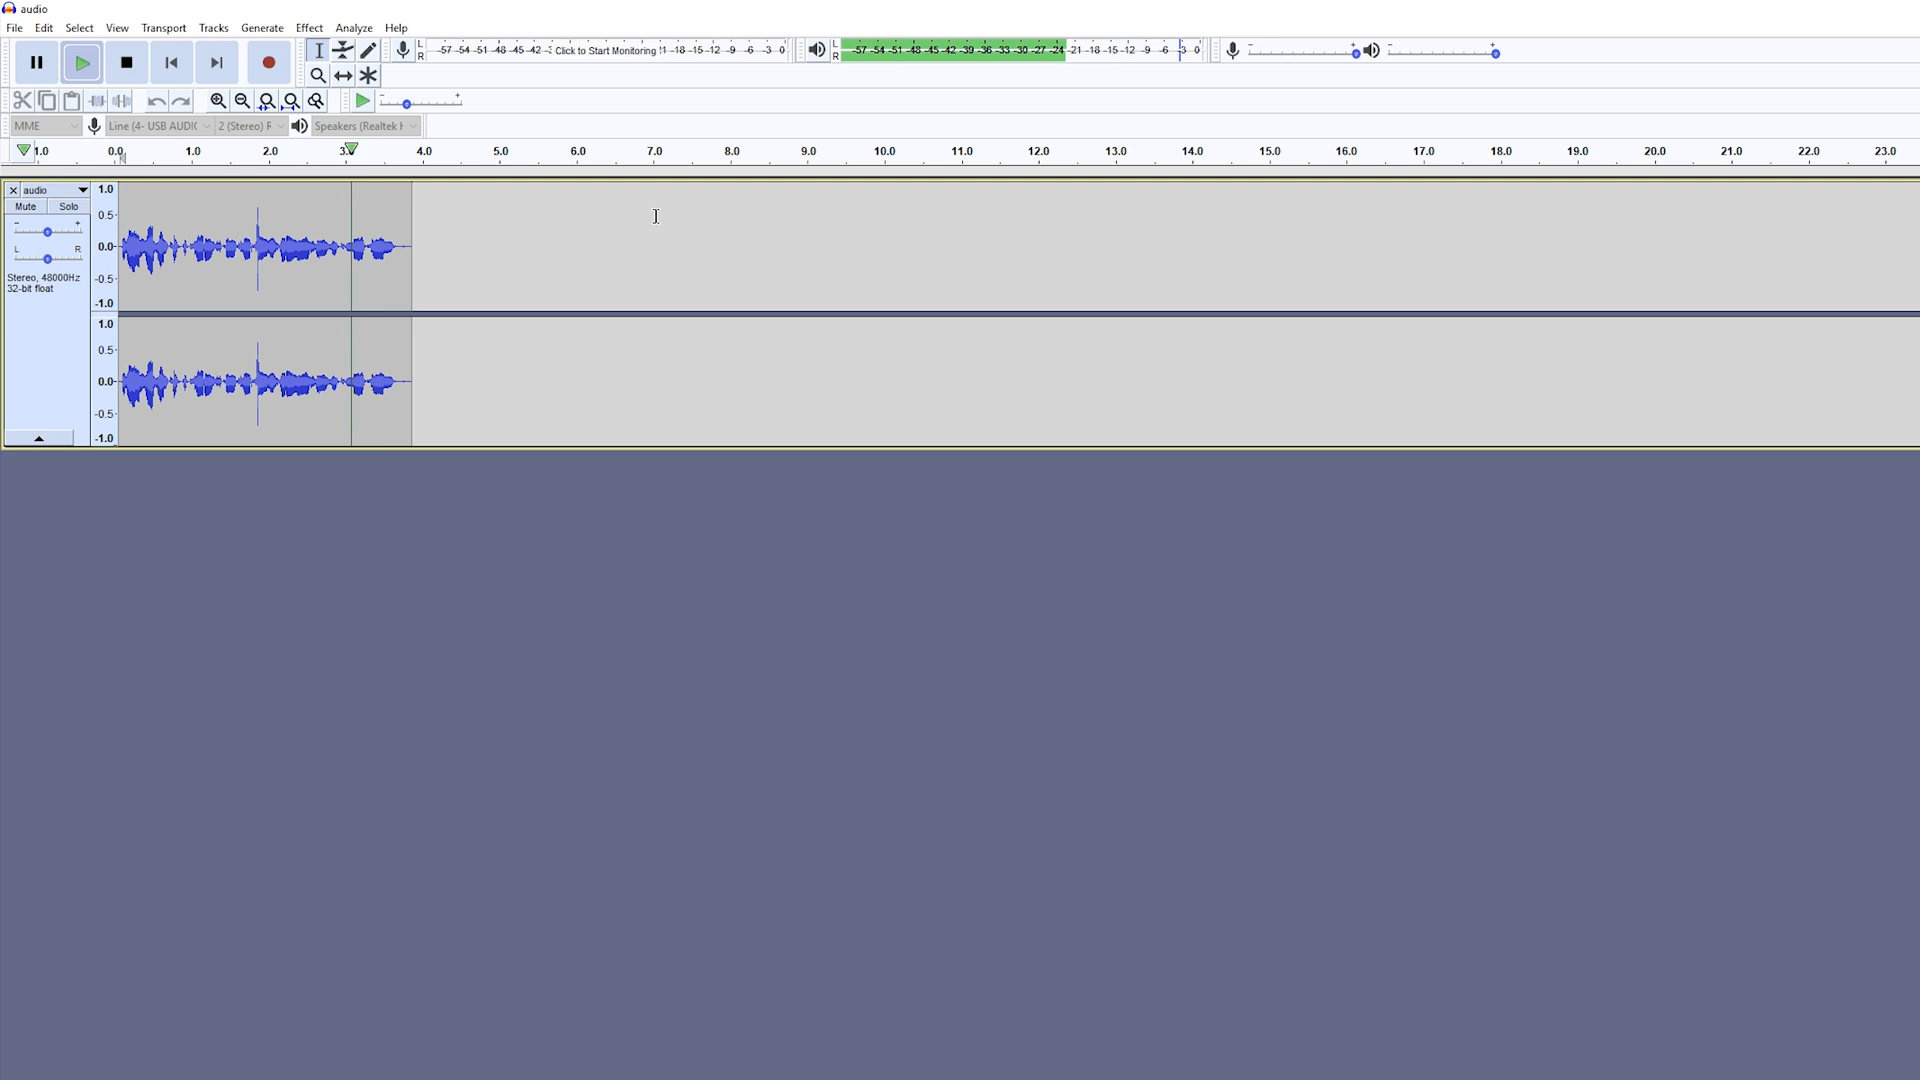 audio
File Edit Select View Transport Tracks Generate Effect Analyze Help
L
R
-57 -54 -51 -48 -45 -42 Click to Start Monitoring -18 -15 -12 -9 -6 -3 0
L
R
-57 -54 -51 -48 -45 -42 -39 -36 -33 -30 -27 -24 -21 -18 -15 -12 -9 -6 -3 0
MME Line (4- USB AUDIO 2 (Stereo) R Speakers (Realtek
1.0 0.0 1.0 2.0 3.0 4.0 5.0 6.0 7.0 8.0 9.0 10.0 11.0 12.0 13.0 14.0 15.0 16.0 17.0 18.0 19.0 20.0 21.0 22.0 23.0
audio
Mute Solo
- +
L R
Stereo, 48000Hz
32-bit float
1.0
0.5
0.0
-0.5
-1.0
1.0
0.5
0.0
-0.5
-1.0